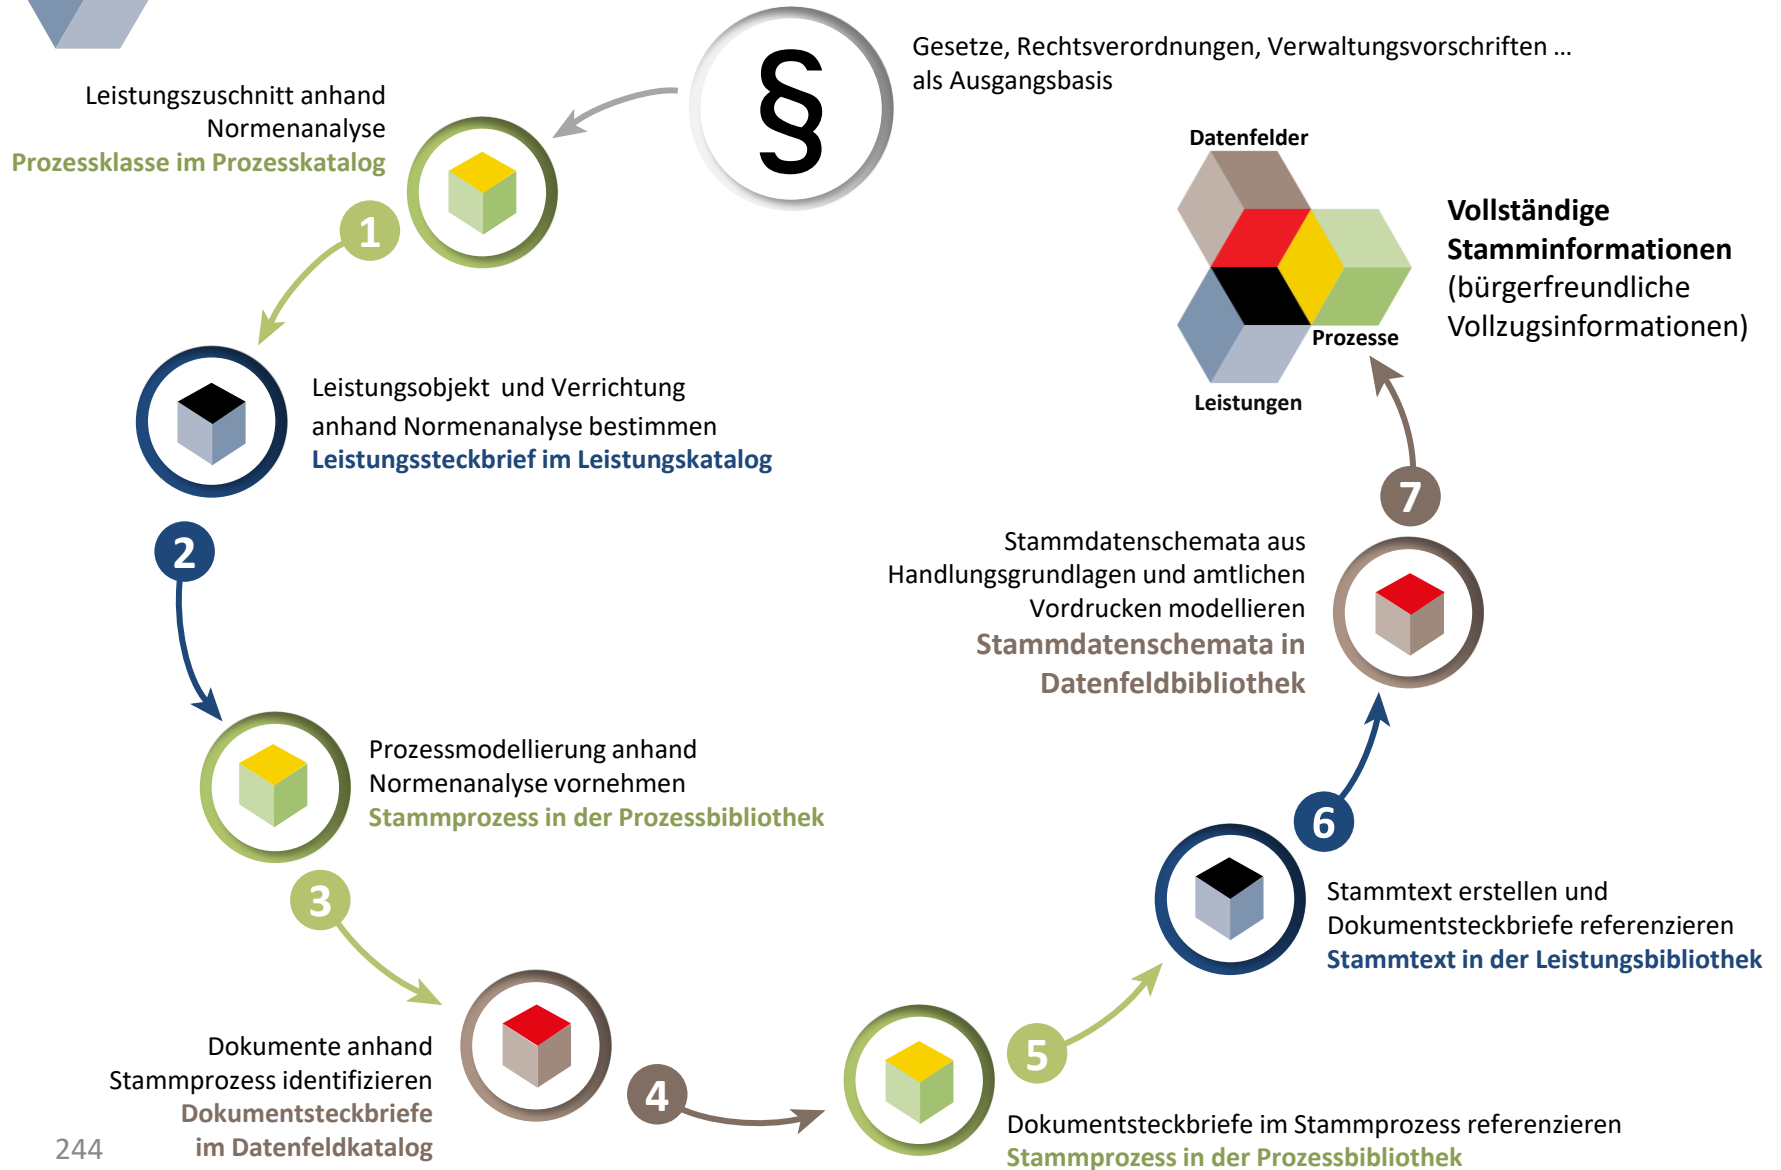 §
Gesetze, Rechtsverordnungen, Verwaltungsvorschriften ...
als Ausgangsbasis
Leistungszuschnitt anhand
Normenanalyse
Prozessklasse im Prozesskatalog
1
Leistungsobjekt und Verrichtung
anhand Normenanalyse bestimmen
Leistungssteckbrief im Leistungskatalog
2
Prozessmodellierung anhand
Normenanalyse vornehmen
Stammprozess in der Prozessbibliothek
3
Dokumente anhand
Stammprozess identifizieren
Dokumentsteckbriefe
im Datenfeldkatalog
4
Dokumentsteckbriefe im Stammprozess referenzieren
Stammprozess in der Prozessbibliothek
5
Stammtext erstellen und
Dokumentsteckbriefe referenzieren
Stammtext in der Leistungsbibliothek
6
Stammdatenschemata aus
Handlungsgrundlagen und amtlichen
Vordrucken modellieren
Stammdatenschemata in
Datenfeldbibliothek
7
Datenfelder
Prozesse
Leistungen
Vollständige
Stamminformationen
(bürgerfreundliche
Vollzugsinformationen)
244